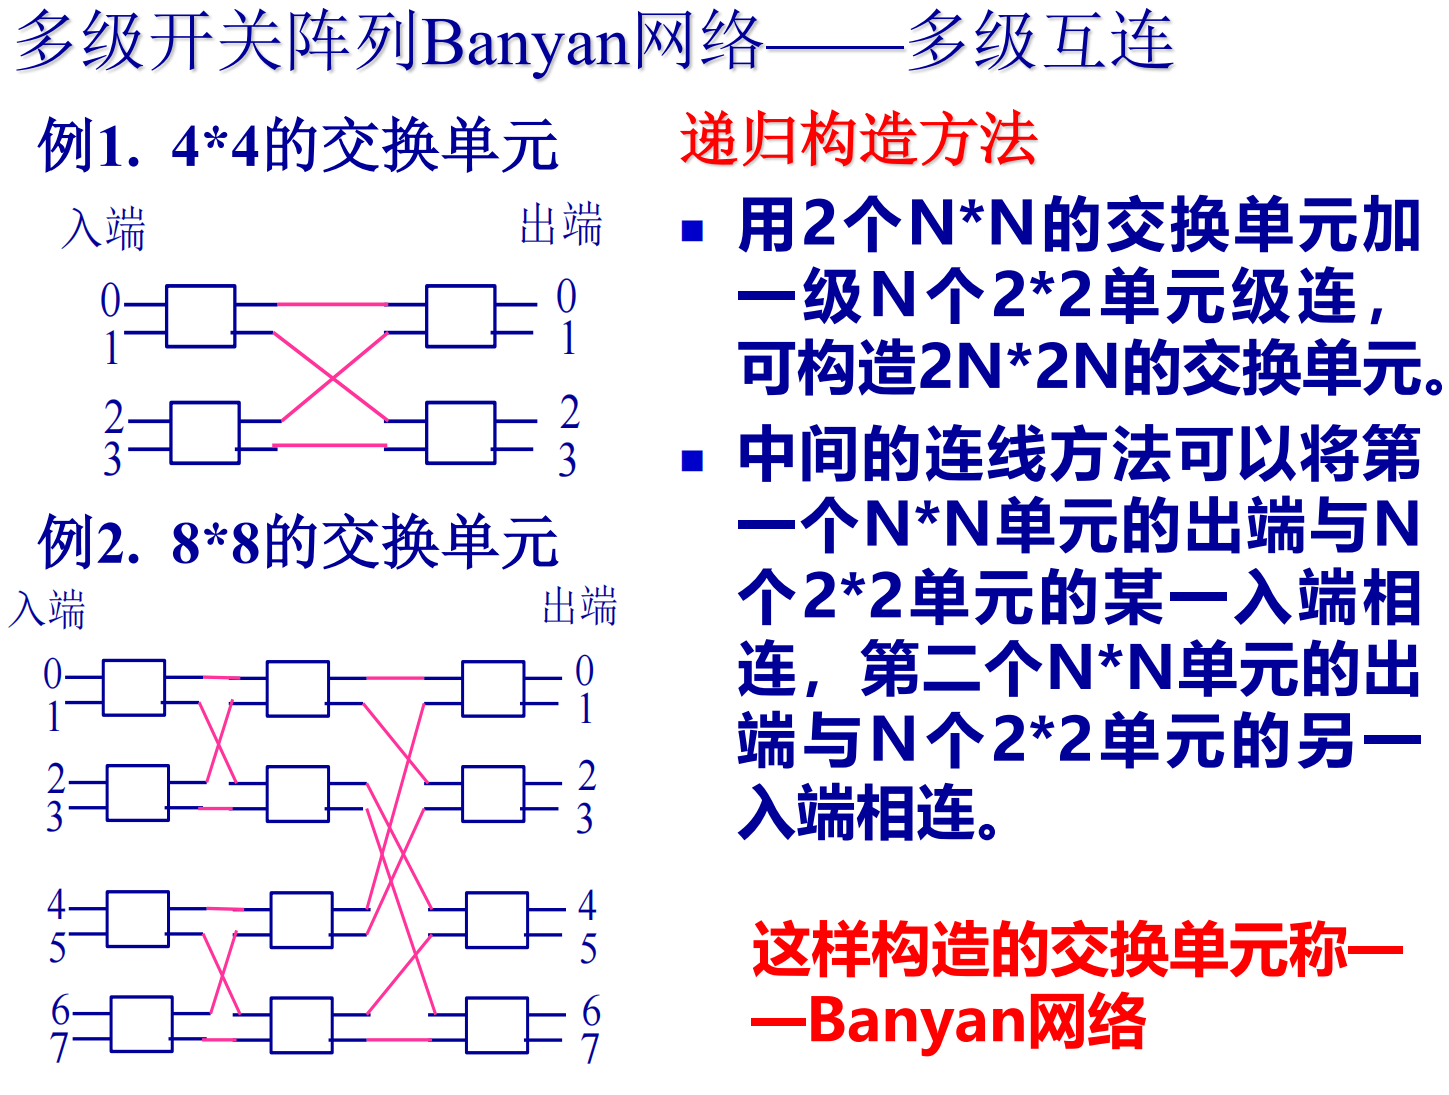 多级开关阵列Banyan网络——多级互连
例1. 4*4的交换单元
入端 出端
0 0
1 1
2 2
3 3
例2. 8*8的交换单元
入端 出端
0 0
1 1
2 2
3 3
4 4
5 5
6 6
7 7
递归构造方法
■ 用2个N*N的交换单元加
一级N个2*2单元级连，
可构造2N*2N的交换单元。
■ 中间的连线方法可以将第
一个N*N单元的出端与N
个2*2单元的某一入端相
连，第二个N*N单元的出
端与N个2*2单元的另一
入端相连。
这样构造的交换单元称—
—Banyan网络